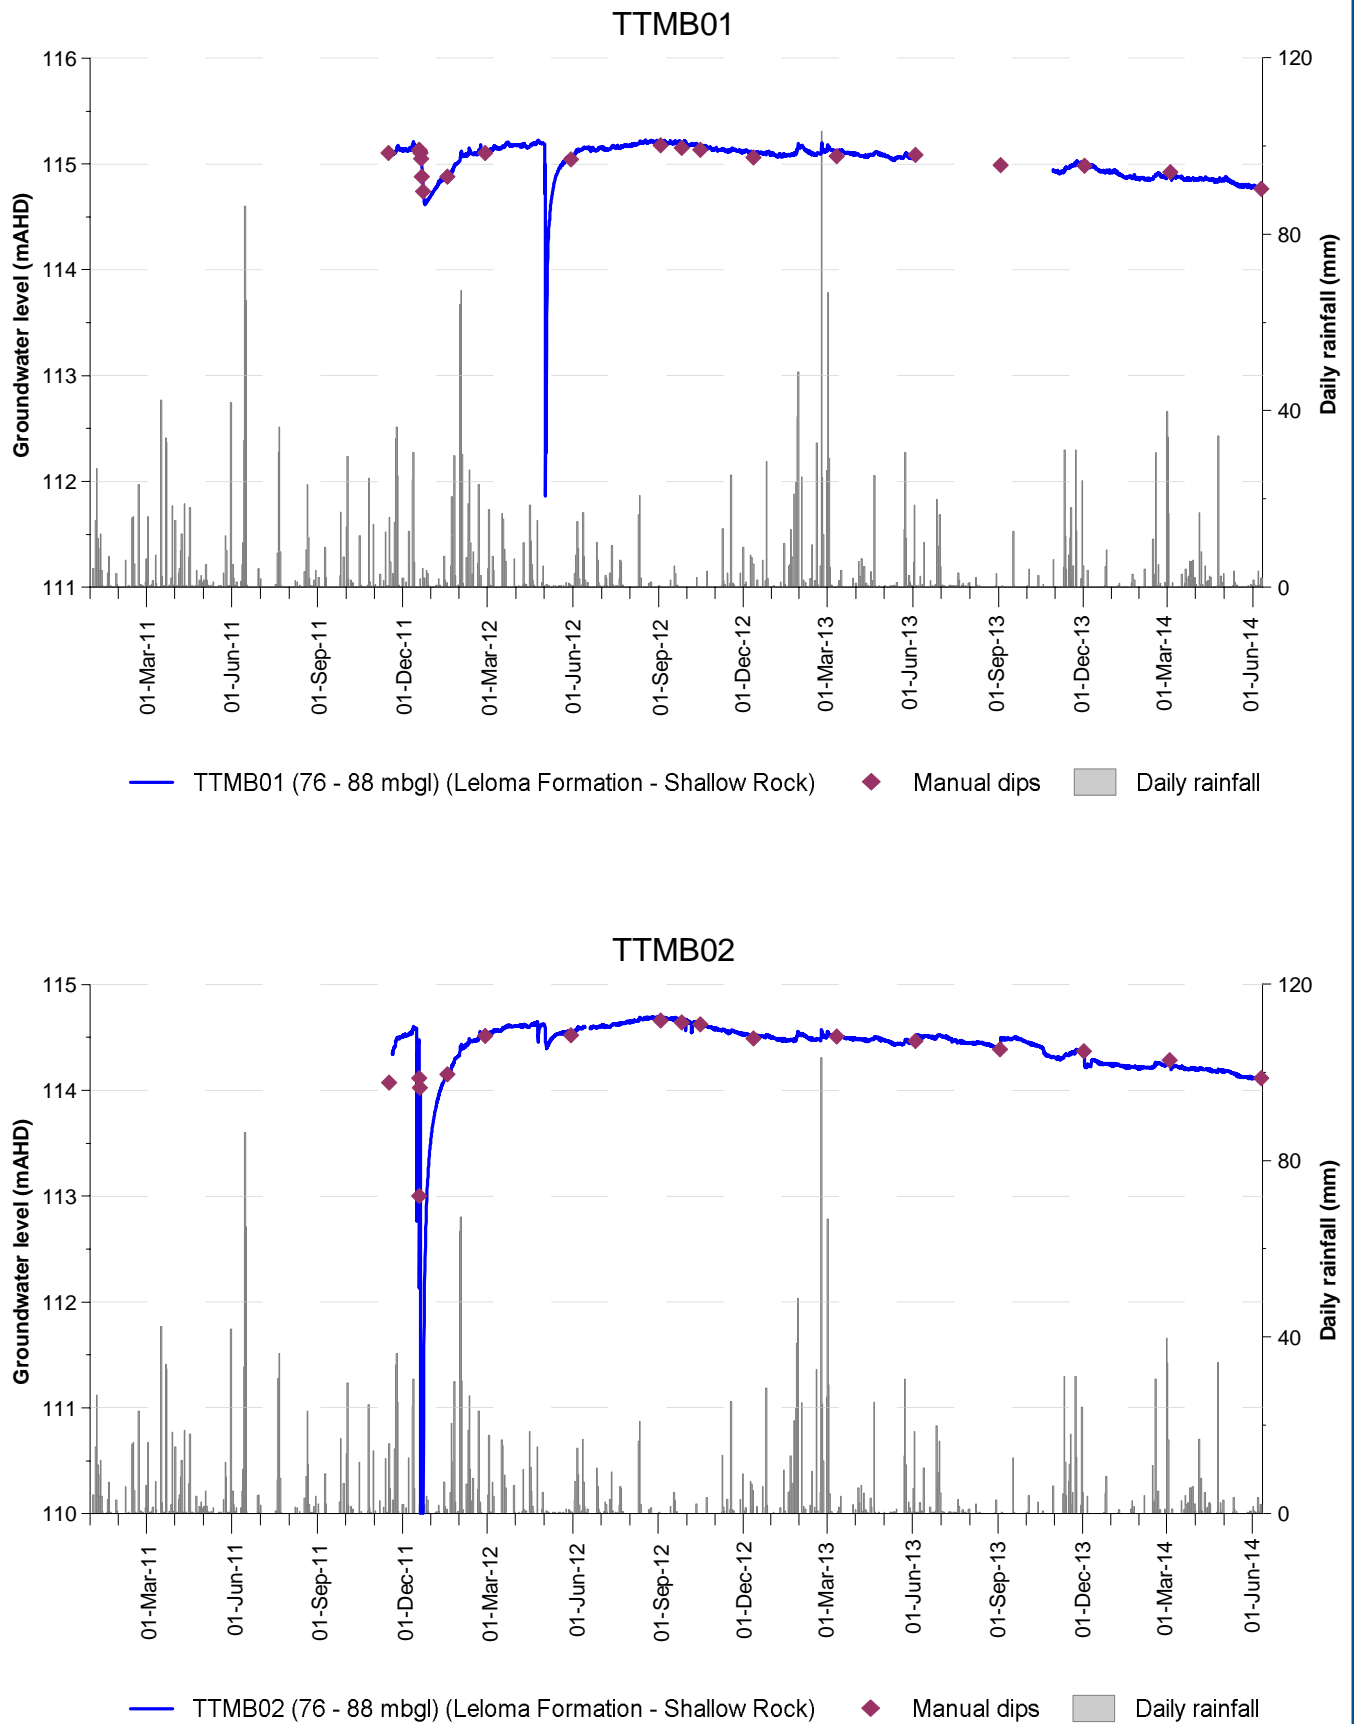 TTMB01
116
115
114
113
112
111
Groundwater level (mAHD)
120
80
40
0
Daily rainfall (mm)
01-Mar-11
01-Jun-11
01-Sep-11
01-Dec-11
01-Mar-12
01-Jun-12
01-Sep-12
01-Dec-12
01-Mar-13
01-Jun-13
01-Sep-13
01-Dec-13
01-Mar-14
01-Jun-14
TTMB01 (76 - 88 mbgl) (Leloma Formation - Shallow Rock) Manual dips Daily rainfall
TTMB02
115
114
113
112
111
110
Groundwater level (mAHD)
120
80
40
0
Daily rainfall (mm)
01-Mar-11
01-Jun-11
01-Sep-11
01-Dec-11
01-Mar-12
01-Jun-12
01-Sep-12
01-Dec-12
01-Mar-13
01-Jun-13
01-Sep-13
01-Dec-13
01-Mar-14
01-Jun-14
TTMB02 (76 - 88 mbgl) (Leloma Formation - Shallow Rock) Manual dips Daily rainfall